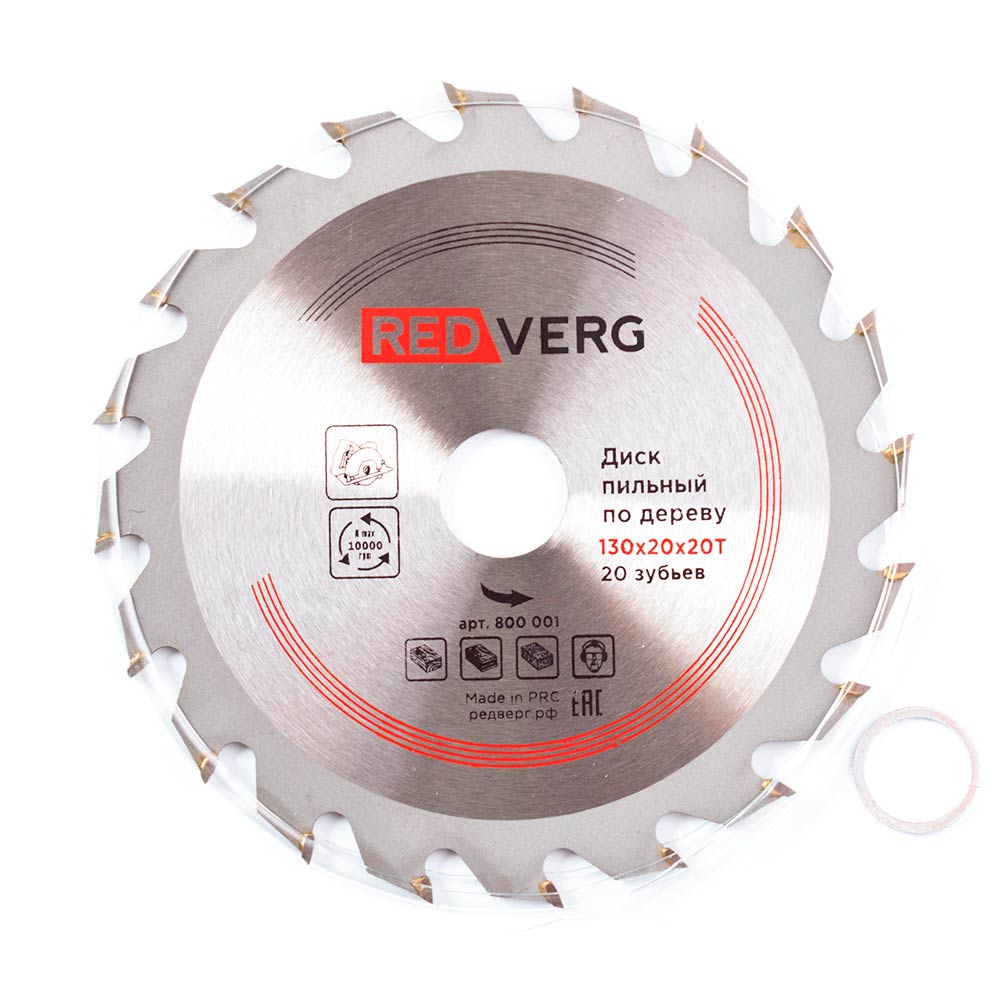 REDVERG
Диск
пильный
по дереву
130x20x20T
20 зубьев
n max
10000
rpm
арт. 800 001
Made in PRC
редверг.рф
EAC